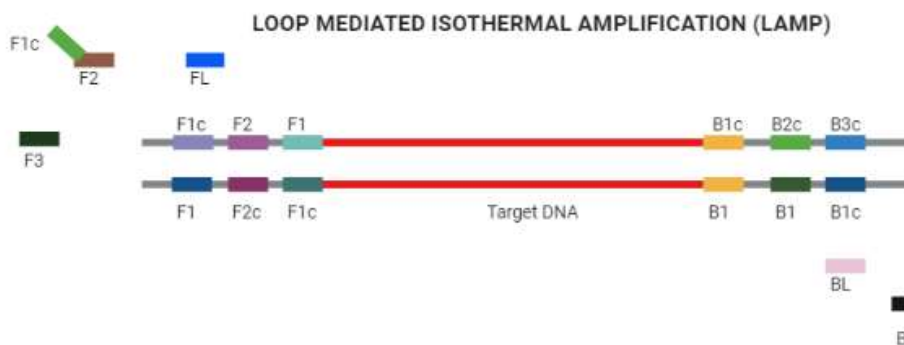 LOOP MEDIATED ISOTHERMAL AMPLIFICATION (LAMP)
F1c
F2
FL
F3
F1c F2 F1 B1c B2c B3c
F1 F2c F1c Target DNA B1 B1 B1c
BL
B